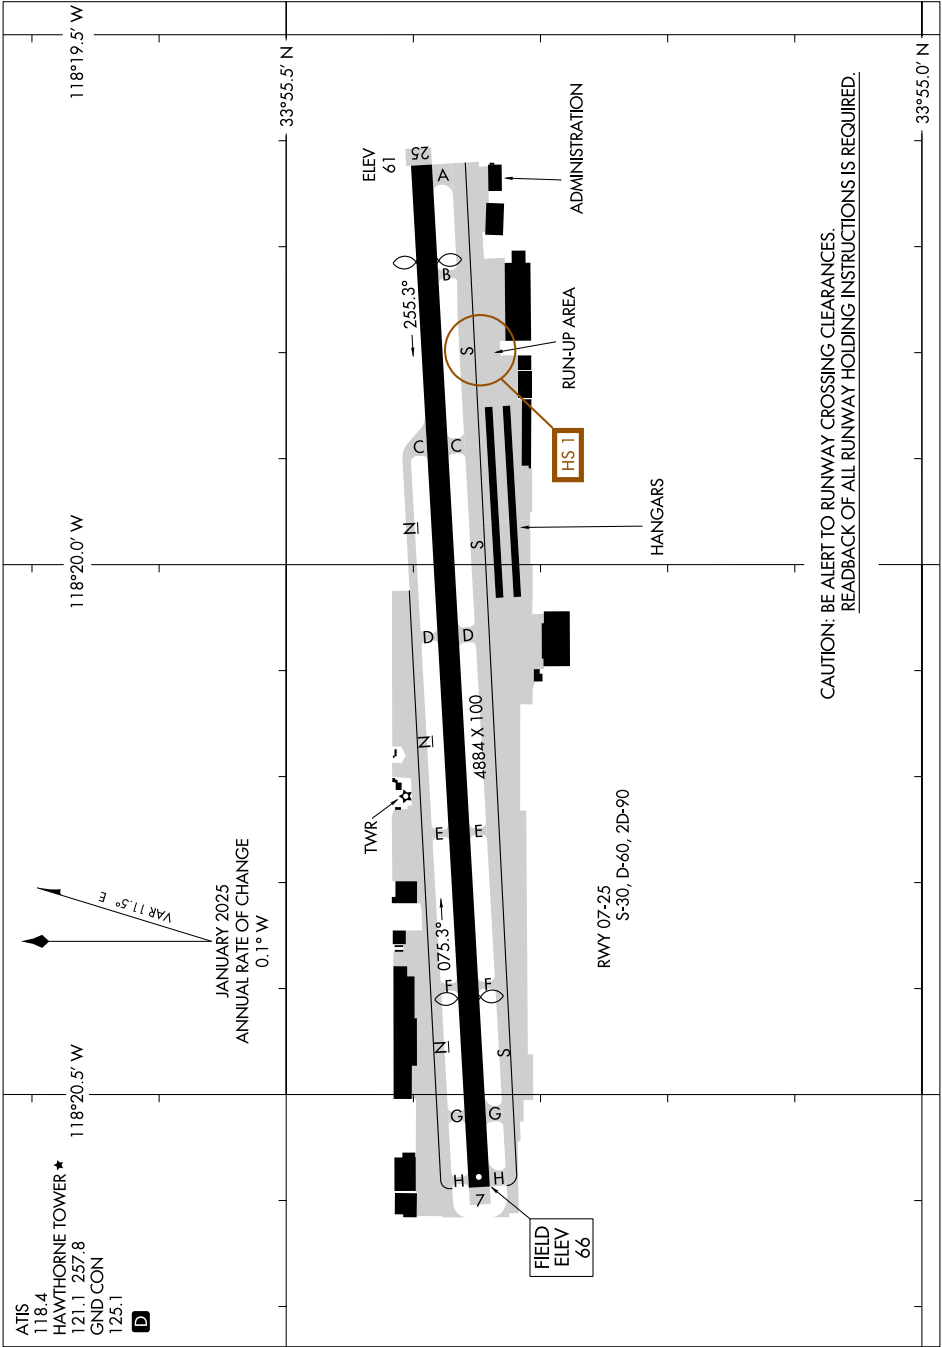 ATIS
118.4
HAWTHORNE TOWER ★
121.1 257.8
GND CON
125.1
D
118°20.5' W
118°20.0' W
118°19.5' W
JANUARY 2025
ANNUAL RATE OF CHANGE
0.1° W
VAR 11.5° E
33°55.5' N
TWR
ELEV
61
N
N
N
C
D
E
F
G
H
075.3°
255.3°
7
25
4884 X 100
A
B
C
D
E
F
G
H
S
S
S
FIELD
ELEV
66
HS 1
HANGARS
RUN-UP AREA
ADMINISTRATION
RWY 07-25
S-30, D-60, 2D-90
CAUTION: BE ALERT TO RUNWAY CROSSING CLEARANCES.
READBACK OF ALL RUNWAY HOLDING INSTRUCTIONS IS REQUIRED.
33°55.0' N